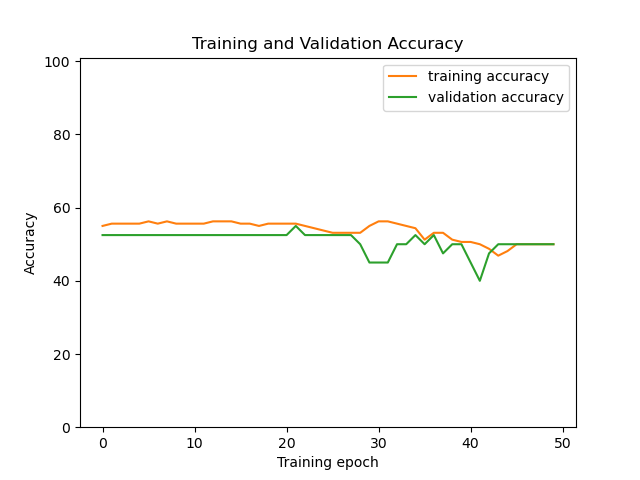 Training and Validation Accuracy
training accuracy
validation accuracy
100
80
60
40
20
0
Accuracy
0 10 20 30 40 50
Training epoch